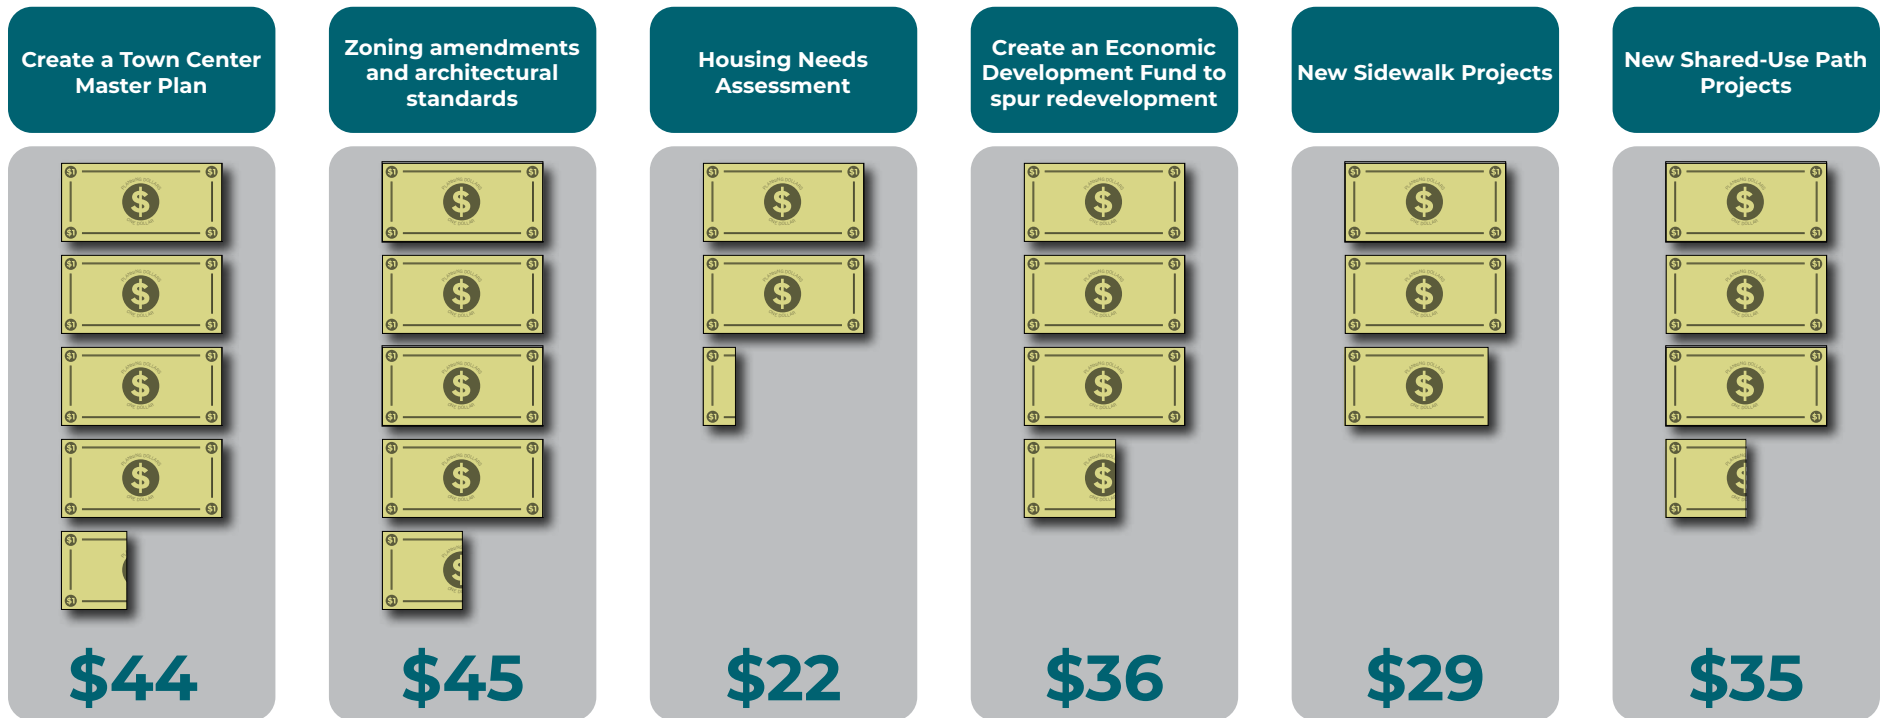 Create a Town Center
Master Plan
Zoning amendments
and architectural
standards
Housing Needs
Assessment
Create an Economic
Development Fund to
spur redevelopment
New Sidewalk Projects
New Shared-Use Path
Projects
$44
$45
$22
$36
$29
$35